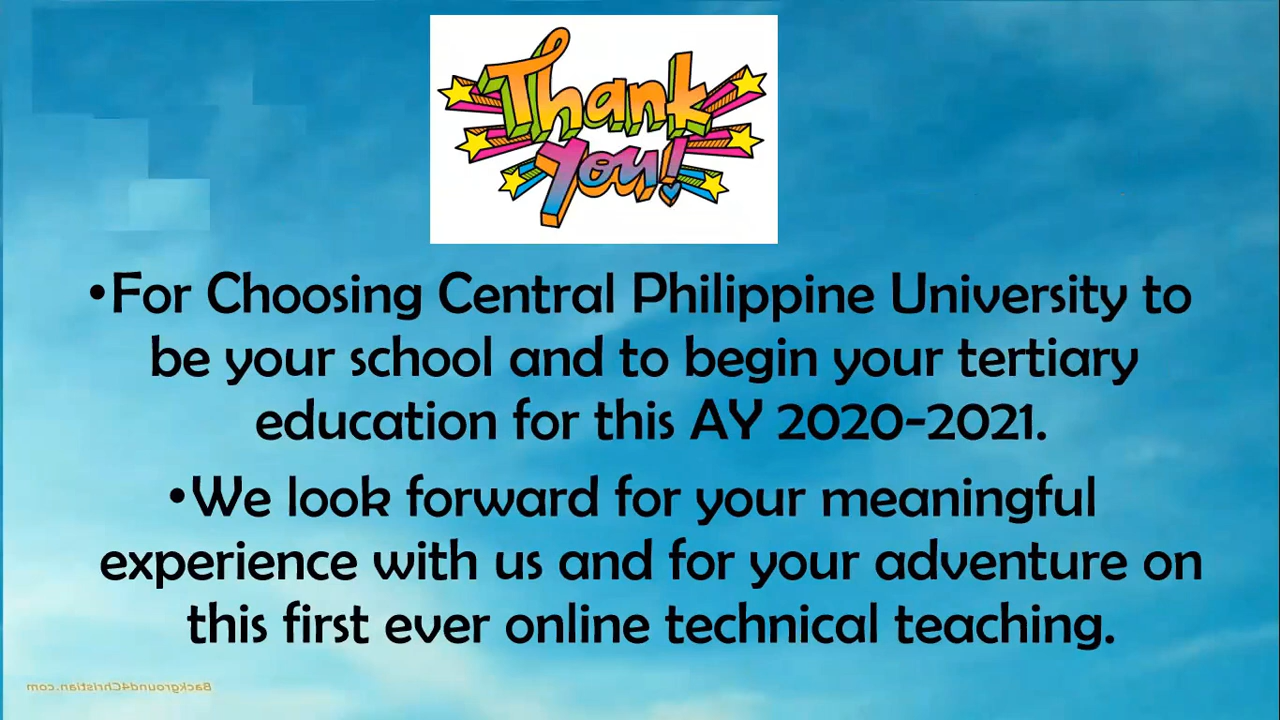 Thank
You!
•For Choosing Central Philippine University to
be your school and to begin your tertiary
education for this AY 2020-2021.
•We look forward for your meaningful
experience with us and for your adventure on
this first ever online technical teaching.
Background4Christian.com